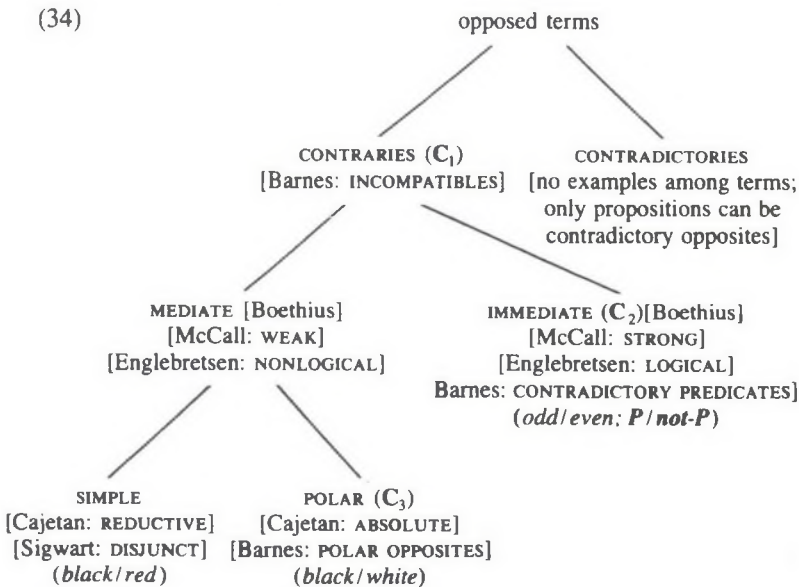 (34)
opposed terms
CONTRARIES (C₁)
[Barnes: INCOMPATIBLES]
CONTRADICTORIES
[no examples among terms;
only propositions can be
contradictory opposites]
MEDIATE [Boethius]
[McCall: WEAK]
[Englebretsen: NONLOGICAL]
IMMEDIATE (C₂)[Boethius]
[McCall: STRONG]
[Englebretsen: LOGICAL]
Barnes: CONTRADICTORY PREDICATES]
(odd/even; P/not-P)
SIMPLE
[Cajetan: REDUCTIVE]
[Sigwart: DISJUNCT]
(black/red)
POLAR (C₃)
[Cajetan: ABSOLUTE]
[Barnes: POLAR OPPOSITES]
(black/white)